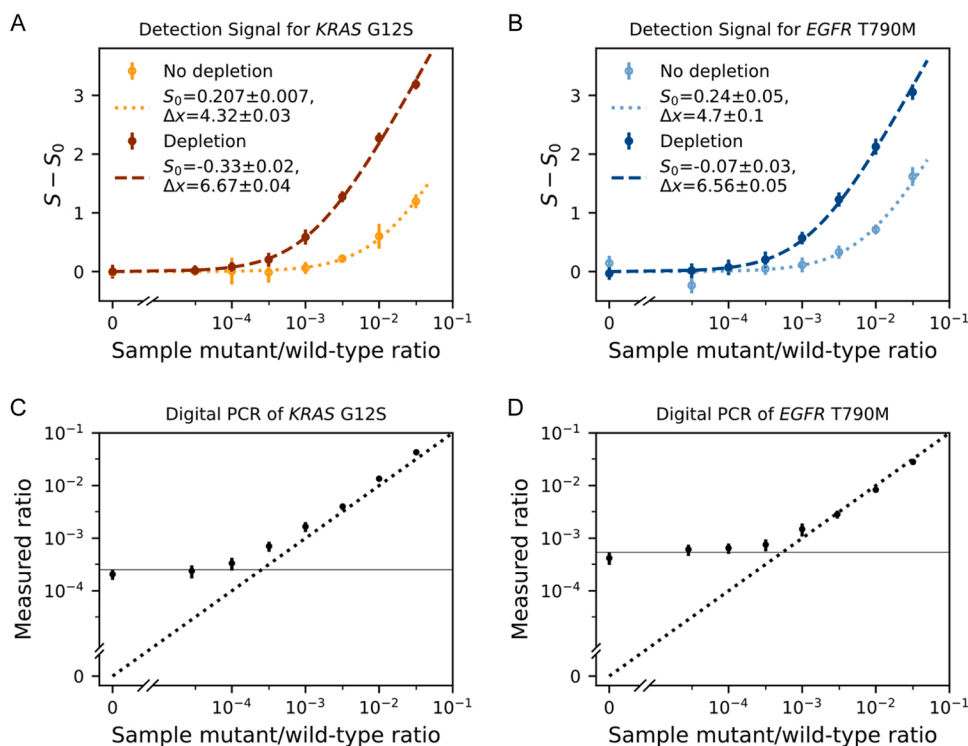 A
Detection Signal for KRAS G12S
No depletion
S₀=0.207±0.007,
Δx=4.32±0.03
Depletion
S₀=-0.33±0.02,
Δx=6.67±0.04
S − S₀
3
2
1
0
0
10⁻⁴
10⁻³
10⁻²
10⁻¹
Sample mutant/wild-type ratio
B
Detection Signal for EGFR T790M
No depletion
S₀=0.24±0.05,
Δx=4.7±0.1
Depletion
S₀=-0.07±0.03,
Δx=6.56±0.05
S − S₀
3
2
1
0
0
10⁻⁴
10⁻³
10⁻²
10⁻¹
Sample mutant/wild-type ratio
C
Digital PCR of KRAS G12S
Measured ratio
10⁻¹
10⁻²
10⁻³
10⁻⁴
0
0
10⁻⁴
10⁻³
10⁻²
10⁻¹
Sample mutant/wild-type ratio
D
Digital PCR of EGFR T790M
Measured ratio
10⁻¹
10⁻²
10⁻³
10⁻⁴
0
0
10⁻⁴
10⁻³
10⁻²
10⁻¹
Sample mutant/wild-type ratio